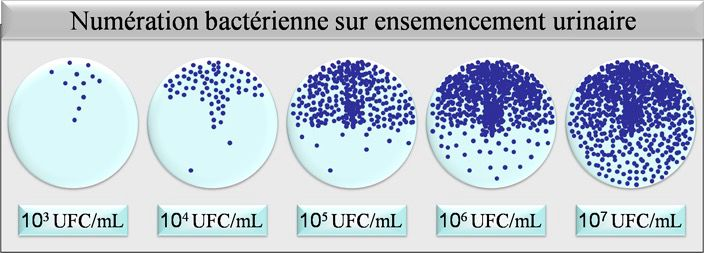 Numération bactérienne sur ensemencement urinaire
10³ UFC/mL 10⁴ UFC/mL 10⁵ UFC/mL 10⁶ UFC/mL 10⁷ UFC/mL